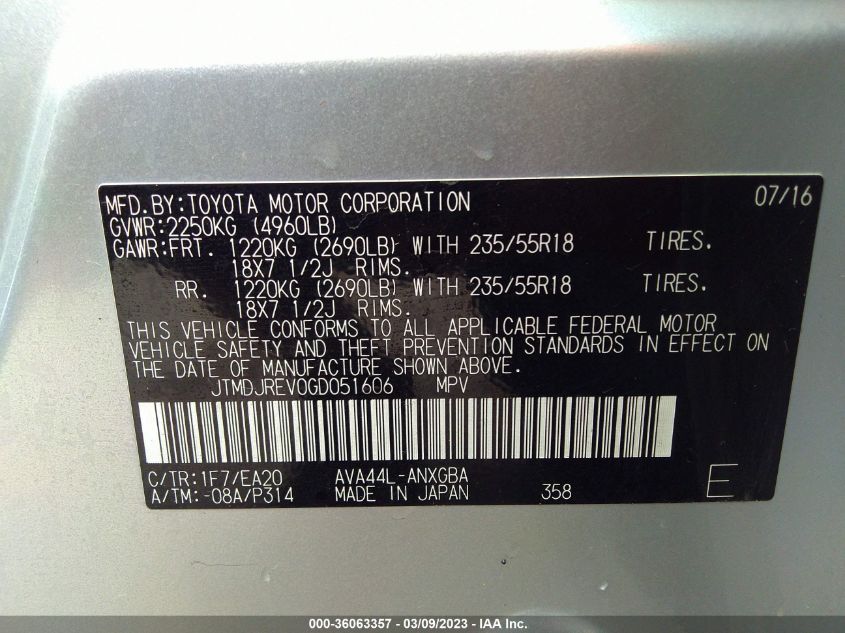 MFD.BY:TOYOTA MOTOR CORPORATION 07/16
GVWR:2250KG (4960LB)
GAWR:FRT. 1220KG (2690LB) WITH 235/55R18 TIRES.
18X7 1/2J RIMS.
RR. 1220KG (2690LB) WITH 235/55R18 TIRES.
18X7 1/2J RIMS.
THIS VEHICLE CONFORMS TO ALL APPLICABLE FEDERAL MOTOR
VEHICLE SAFETY AND THEFT PREVENTION STANDARDS IN EFFECT ON
THE DATE OF MANUFACTURE SHOWN ABOVE.
JTMDJREV0GD051606 MPV
C/TR:1F7/EA20 AVA44L-ANXGBA
A/TM:-08A/P314 MADE IN JAPAN 358 E
000-36063357 - 03/09/2023 - IAA Inc.